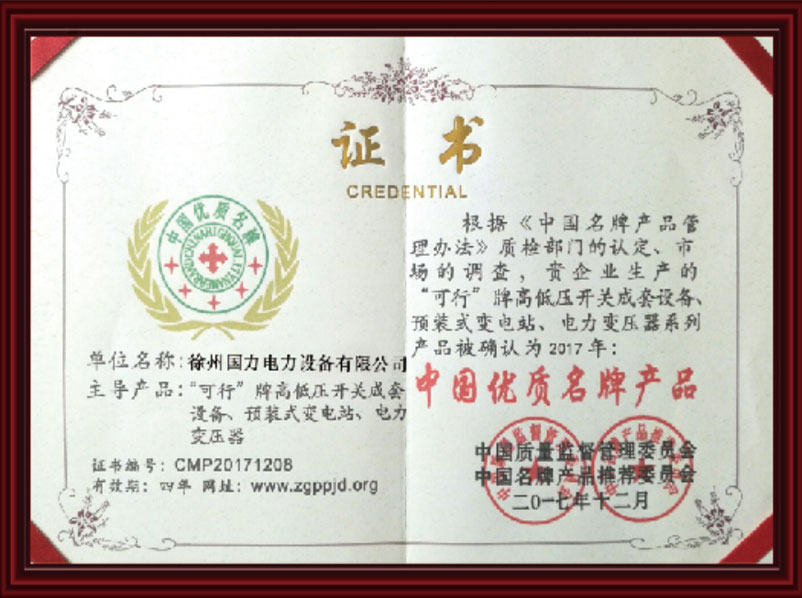 证书
CREDENTIAL
中国优质名牌
单位名称：徐州国力电力设备有限公司
主导产品：“可行”牌高低压开关成套
设备、预装式变电站、电力
变压器
证书编号：CMP20171208
有效期：四年 网址：www.zgppjd.org
根据《中国名牌产品管
理办法》质检部门的认定、市
场的调查，贵企业生产的
“可行”牌高低压开关成套设备、
预装式变电站、电力变压器系列
产品被确认为2017年：
中国优质名牌产品
中国质量监督管理委员会
中国名牌产品推荐委员会
二〇一七年十二月